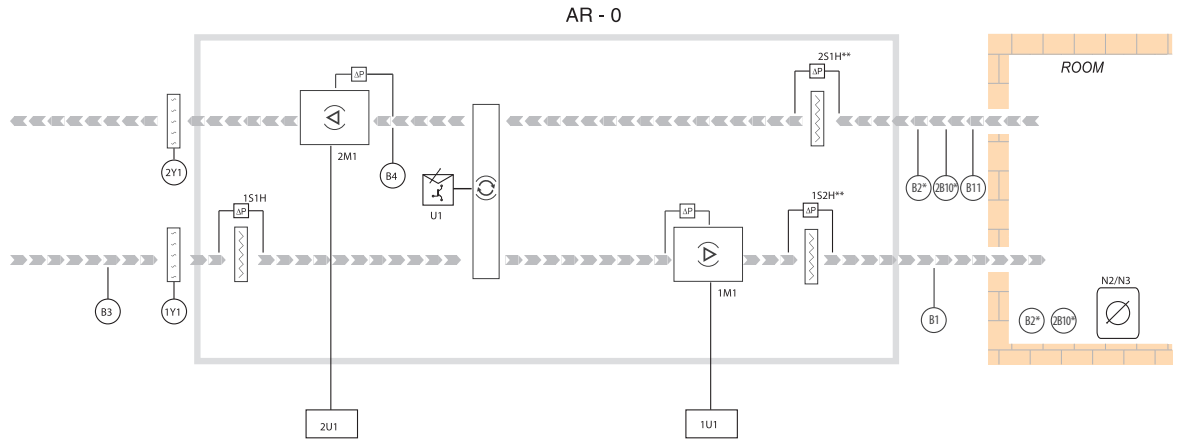 AR - 0
2S1H**
ΔP
ΔP
ROOM
2M1
2Y1
B4
B2*
2B10*
B11
1S1H
U1
1S2H**
ΔP
ΔP
ΔP
1M1
N2/N3
B3
1Y1
B1
B2*
2B10*
2U1
1U1